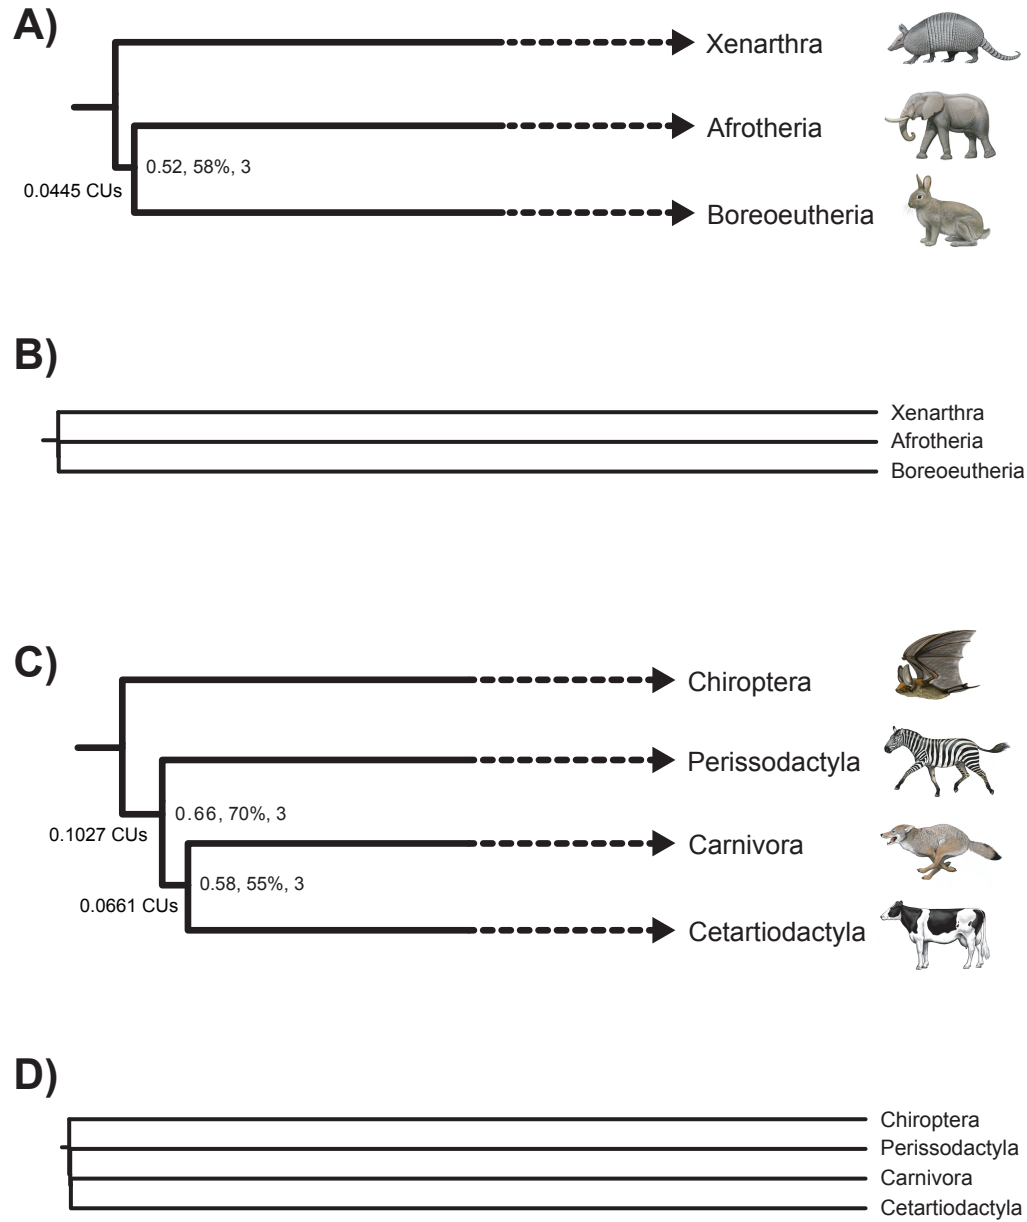 A)
Xenarthra
Afrotheria
0.52, 58%, 3
0.0445 CUs
Boreoeutheria
B)
Xenarthra
Afrotheria
Boreoeutheria
C)
Chiroptera
Perissodactyla
0.66, 70%, 3
0.1027 CUs
Carnivora
0.58, 55%, 3
0.0661 CUs
Cetartiodactyla
D)
Chiroptera
Perissodactyla
Carnivora
Cetartiodactyla